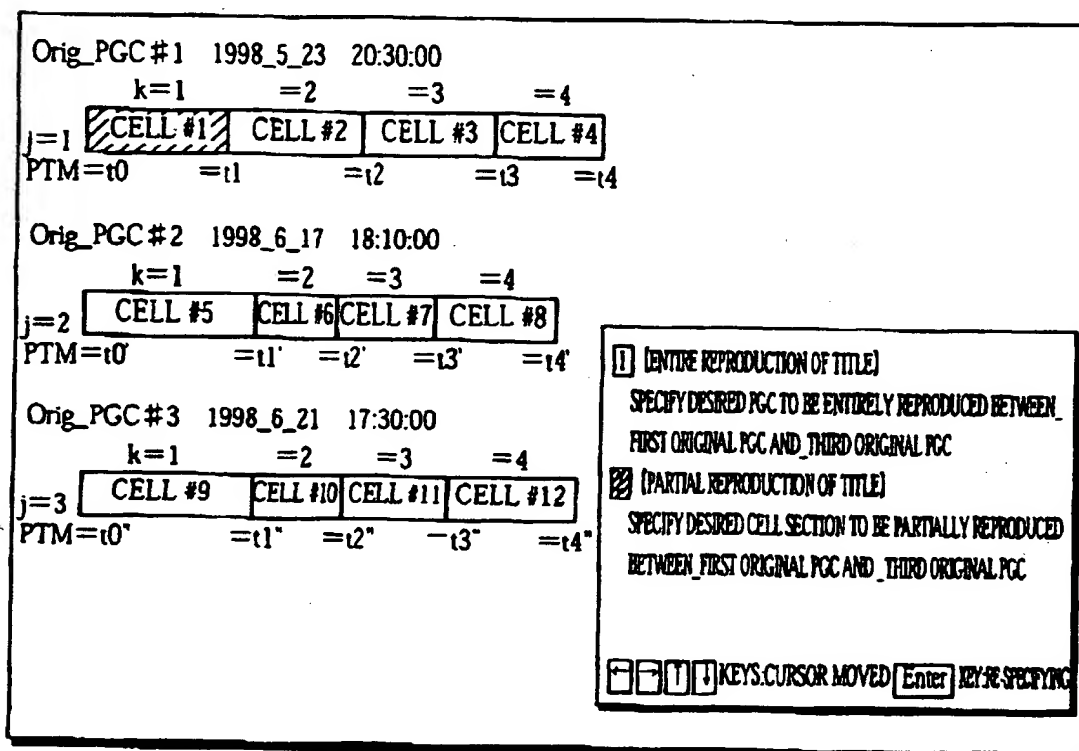 Orig_PGC#1 1998_5_23 20:30:00
k=1 =2 =3 =4
j=1 CELL #1 CELL #2 CELL #3 CELL #4
PTM=t0 =t1 =t2 =t3 =t4
Orig_PGC#2 1998_6_17 18:10:00
k=1 =2 =3 =4
j=2 CELL #5 CELL #6 CELL #7 CELL #8
PTM=t0' =t1' =t2' =t3' =t4'
Orig_PGC#3 1998_6_21 17:30:00
k=1 =2 =3 =4
j=3 CELL #9 CELL #10 CELL #11 CELL #12
PTM=t0" =t1" =t2" =t3" =t4"
1 [ENTIRE REPRODUCTION OF TITLE]
SPECIFY DESIRED PGC TO BE ENTIRELY REPRODUCED BETWEEN_
FIRST ORIGINAL PGC AND_THIRD ORIGINAL PGC
[PARTIAL REPRODUCTION OF TITLE]
SPECIFY DESIRED CELL SECTION TO BE PARTIALLY REPRODUCED
BETWEEN_FIRST ORIGINAL PGC AND_THIRD ORIGINAL PGC
← → ↑ ↓ KEYS:CURSOR MOVED Enter KEY:RE-SPECIFYING